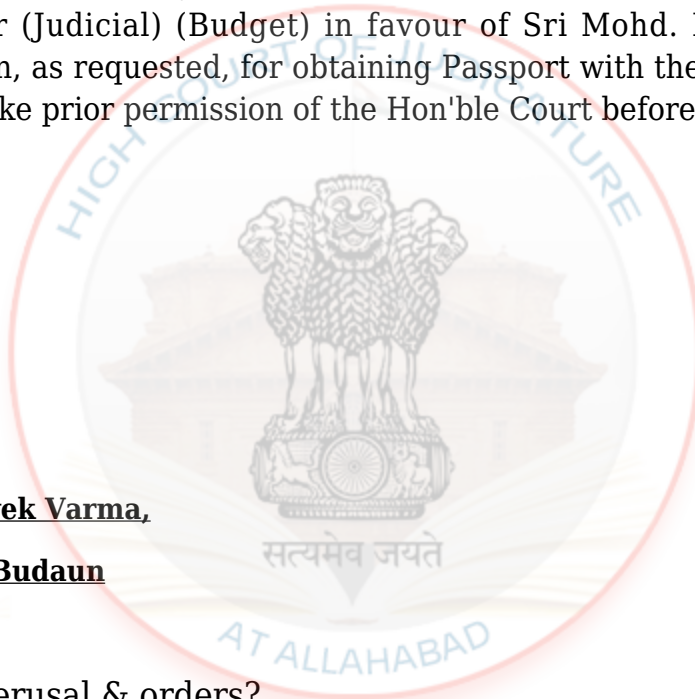 r (Judicial) (Budget) in favour of Sri Mohd.
HIGH COURT OF JUDICATURE
n, as requested, for obtaining Passport with the
ke prior permission of the Hon'ble Court before
ek Varma,
सत्यमेव जयते
Budaun
AT ALLAHABAD
erusal & orders?